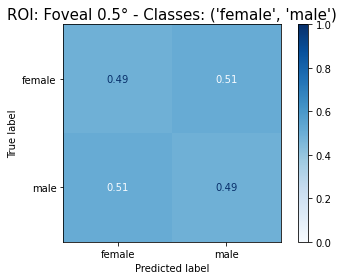 ROI: Foveal 0.5° - Classes: ('female', 'male')
female 0.49 0.51
male 0.51 0.49
female male
True label
Predicted label
1.0
0.8
0.6
0.4
0.2
0.0